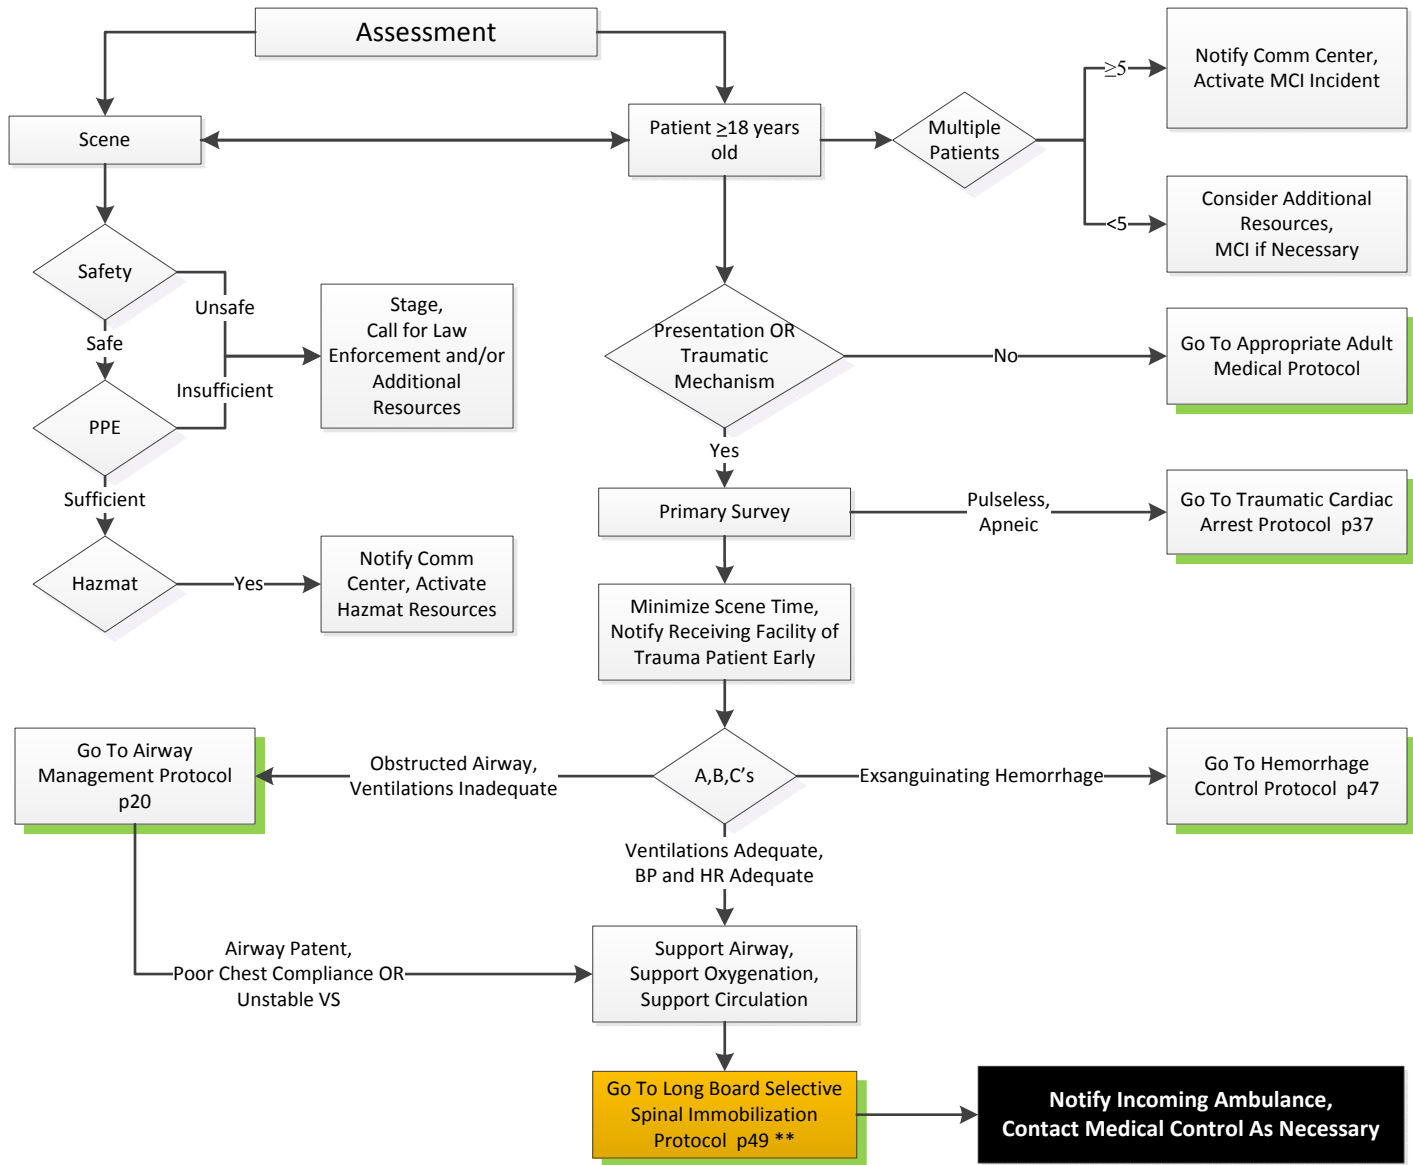 Assessment
Scene
Patient ≥18 years
old
Multiple
Patients
≥5
Notify Comm Center,
Activate MCI Incident
<5
Consider Additional
Resources,
MCI if Necessary
Safety
Unsafe
Safe
Stage,
Call for Law
Enforcement and/or
Additional
Resources
Insufficient
PPE
Sufficient
Hazmat
Yes
Notify Comm
Center, Activate
Hazmat Resources
Presentation OR
Traumatic
Mechanism
No
Go To Appropriate Adult
Medical Protocol
Yes
Primary Survey
Pulseless,
Apneic
Go To Traumatic Cardiac
Arrest Protocol p37
Minimize Scene Time,
Notify Receiving Facility of
Trauma Patient Early
A,B,C’s
Obstructed Airway,
Ventilations Inadequate
Go To Airway
Management Protocol
p20
Exsanguinating Hemorrhage
Go To Hemorrhage
Control Protocol p47
Ventilations Adequate,
BP and HR Adequate
Airway Patent,
Poor Chest Compliance OR
Unstable VS
Support Airway,
Support Oxygenation,
Support Circulation
Go To Long Board Selective
Spinal Immobilization
Protocol p49 **
Notify Incoming Ambulance,
Contact Medical Control As Necessary